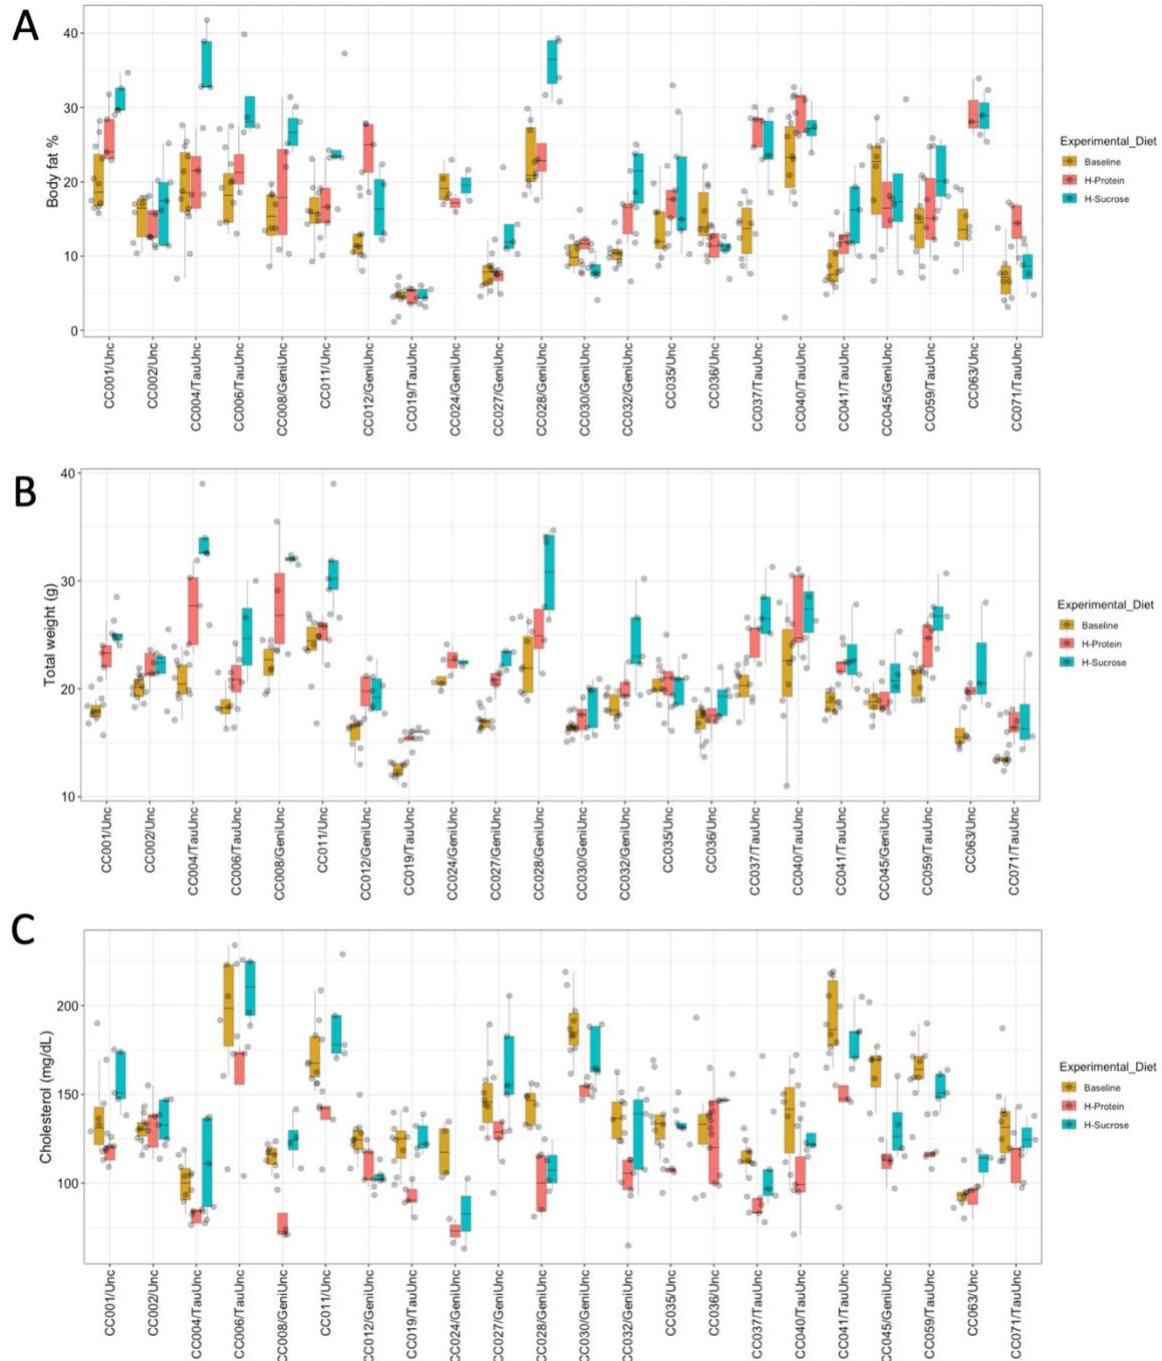 A
Body fat %
40
30
20
10
0
CC001/Unc
CC002/Unc
CC004/TauUnc
CC006/TauUnc
CC008/GeniUnc
CC011/Unc
CC012/GeniUnc
CC019/TauUnc
CC024/GeniUnc
CC027/GeniUnc
CC028/GeniUnc
CC030/GeniUnc
CC032/GeniUnc
CC035/Unc
CC036/Unc
CC037/TauUnc
CC040/TauUnc
CC041/TauUnc
CC045/GeniUnc
CC059/TauUnc
CC063/Unc
CC071/TauUnc
Experimental_Diet
Baseline
H-Protein
H-Sucrose
B
Total weight (g)
40
30
20
10
CC001/Unc
CC002/Unc
CC004/TauUnc
CC006/TauUnc
CC008/GeniUnc
CC011/Unc
CC012/GeniUnc
CC019/TauUnc
CC024/GeniUnc
CC027/GeniUnc
CC028/GeniUnc
CC030/GeniUnc
CC032/GeniUnc
CC035/Unc
CC036/Unc
CC037/TauUnc
CC040/TauUnc
CC041/TauUnc
CC045/GeniUnc
CC059/TauUnc
CC063/Unc
CC071/TauUnc
Experimental_Diet
Baseline
H-Protein
H-Sucrose
C
Cholesterol (mg/dL)
200
150
100
CC001/Unc
CC002/Unc
CC004/TauUnc
CC006/TauUnc
CC008/GeniUnc
CC011/Unc
CC012/GeniUnc
CC019/TauUnc
CC024/GeniUnc
CC027/GeniUnc
CC028/GeniUnc
CC030/GeniUnc
CC032/GeniUnc
CC035/Unc
CC036/Unc
CC037/TauUnc
CC040/TauUnc
CC041/TauUnc
CC045/GeniUnc
CC059/TauUnc
CC063/Unc
CC071/TauUnc
Experimental_Diet
Baseline
H-Protein
H-Sucrose